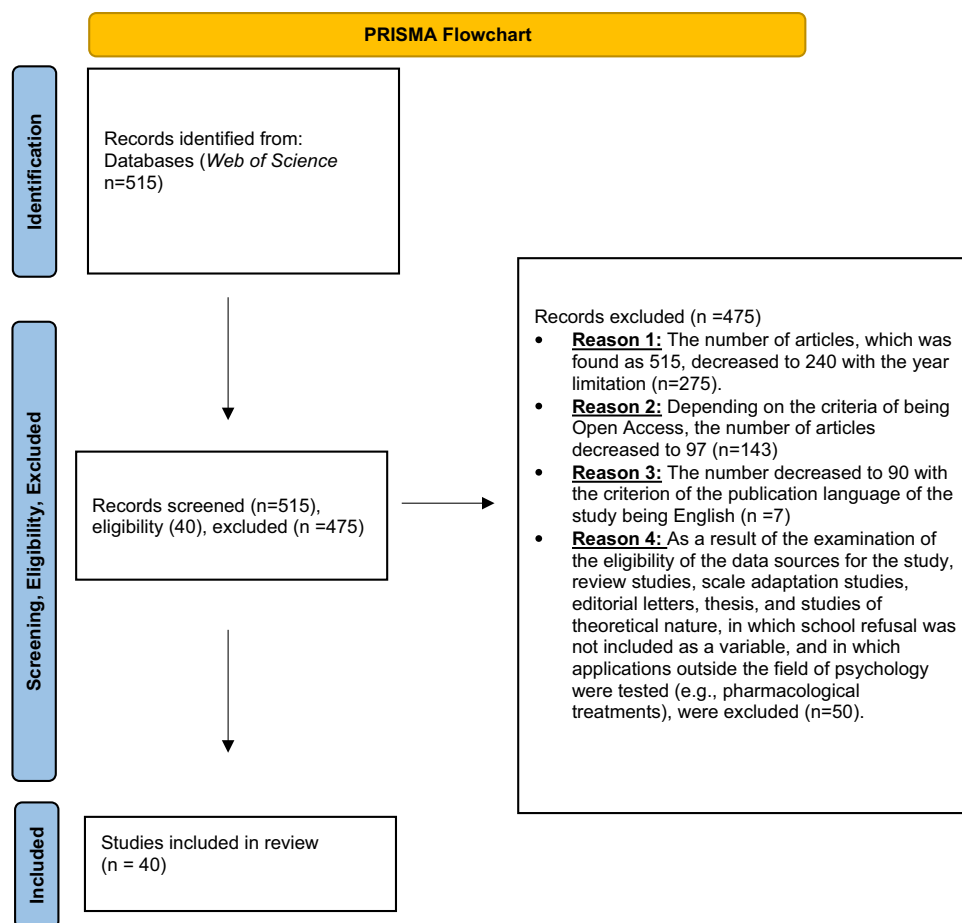 PRISMA Flowchart
Identification
Records identified from:
Databases (Web of Science
n=515)
Screening, Eligibility, Excluded
Records screened (n=515),
eligibility (40), excluded (n =475)
Records excluded (n =475)
• Reason 1: The number of articles, which was
found as 515, decreased to 240 with the year
limitation (n=275).
• Reason 2: Depending on the criteria of being
Open Access, the number of articles
decreased to 97 (n=143)
• Reason 3: The number decreased to 90 with
the criterion of the publication language of the
study being English (n =7)
• Reason 4: As a result of the examination of
the eligibility of the data sources for the study,
review studies, scale adaptation studies,
editorial letters, thesis, and studies of
theoretical nature, in which school refusal was
not included as a variable, and in which
applications outside the field of psychology
were tested (e.g., pharmacological
treatments), were excluded (n=50).
Included
Studies included in review
(n = 40)